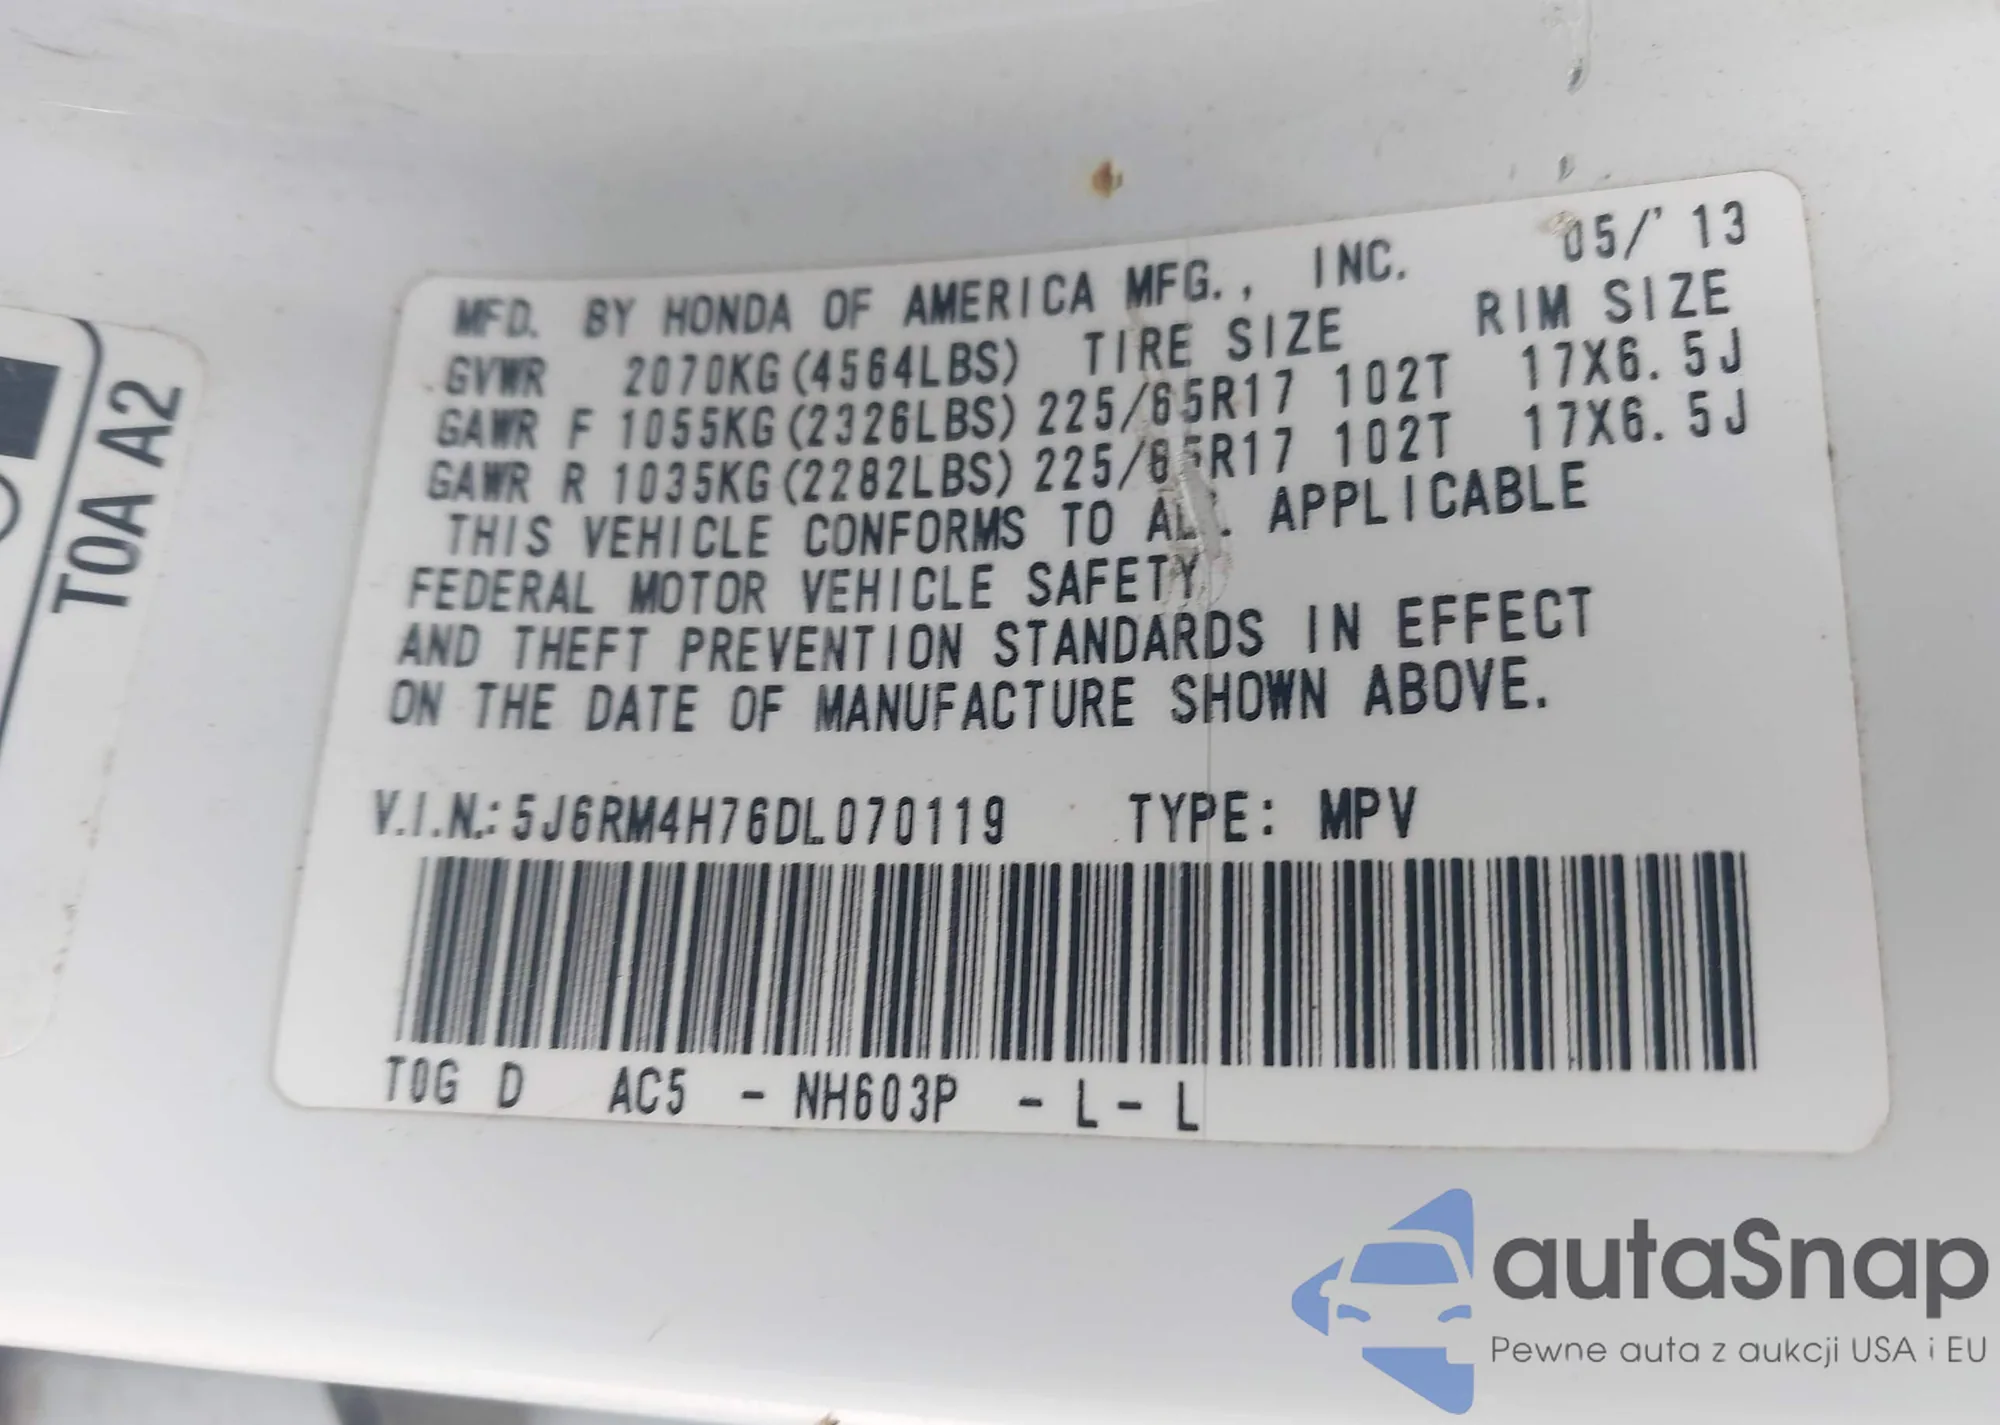 MFD. BY HONDA OF AMERICA MFG., INC. 05/'13
GVWR 2070KG(4564LBS) TIRE SIZE RIM SIZE
GAWR F 1055KG(2326LBS) 225/65R17 102T 17X6.5J
GAWR R 1035KG(2282LBS) 225/65R17 102T 17X6.5J
THIS VEHICLE CONFORMS TO ALL APPLICABLE
FEDERAL MOTOR VEHICLE SAFETY
AND THEFT PREVENTION STANDARDS IN EFFECT
ON THE DATE OF MANUFACTURE SHOWN ABOVE.
V.I.N.: 5J6RM4H76DL070119 TYPE: MPV
T0G D AC5 - NH603P - L - L
T0A A2
autaSnap
Pewne auta z aukcji USA i EU